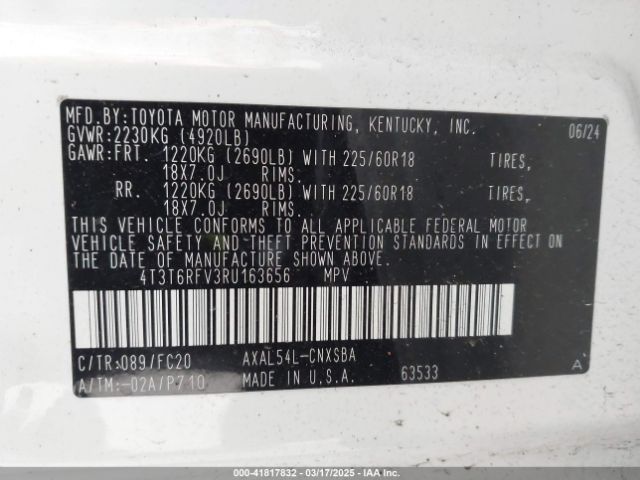 MFD.BY:TOYOTA MOTOR MANUFACTURING, KENTUCKY, INC. 06/24
GVWR:2230KG (4920LB)
GAWR:FRT. 1220KG (2690LB) WITH 225/60R18 TIRES,
18X7.0J RIMS.
RR. 1220KG (2690LB) WITH 225/60R18 TIRES,
18X7.0J RIMS.
THIS VEHICLE CONFORMS TO ALL APPLICABLE FEDERAL MOTOR
VEHICLE SAFETY AND THEFT PREVENTION STANDARDS IN EFFECT ON
THE DATE OF MANUFACTURE SHOWN ABOVE.
4T3T6RFV3RU163656 MPV
C/TR:089/FC20 AXAL54L-CNXSBA A
A/TM:-02A/P710 MADE IN U.S.A. 63533
000-41817832 / 03/17/2025 / IAAI.COM